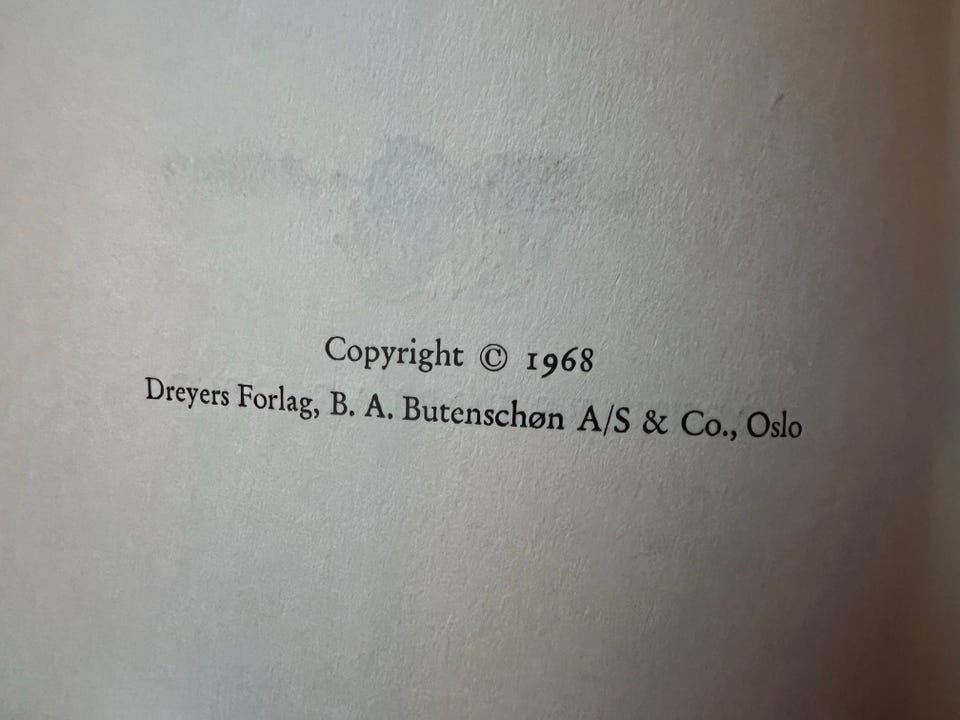 Copyright © 1968
Dreyers Forlag, B. A. Butenschøn A/S & Co., Oslo